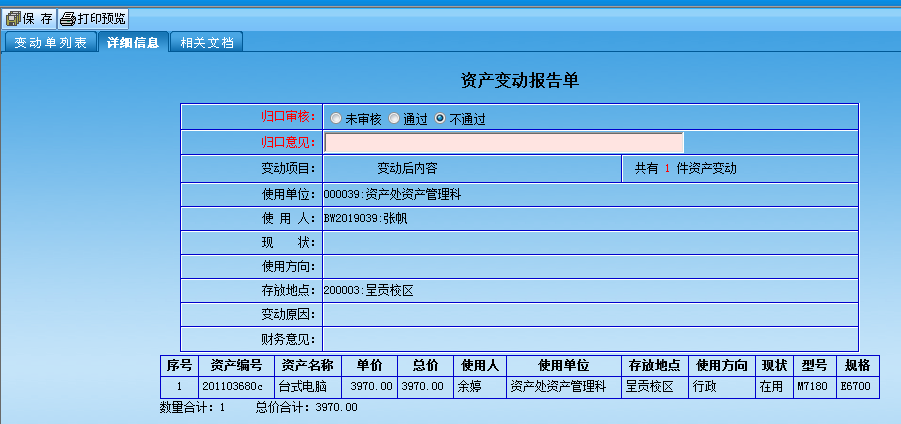 保 存 打印预览
变动单列表 详细信息 相关文档
资产变动报告单
归口审核： 未审核 通过 不通过
归口意见：
变动项目： 变动后内容 共有 1 件资产变动
使用单位： 000039:资产处资产管理科
使 用 人： BW2019039:张帆
现 状：
使用方向：
存放地点： 200003:呈贡校区
变动原因：
财务意见：
序号 资产编号 资产名称 单价 总价 使用人 使用单位 存放地点 使用方向 现状 型号 规格
1 201103680c 台式电脑 3970.00 3970.00 余婷 资产处资产管理科 呈贡校区 行政 在用 M7180 E6700
数量合计：1 总价合计：3970.00